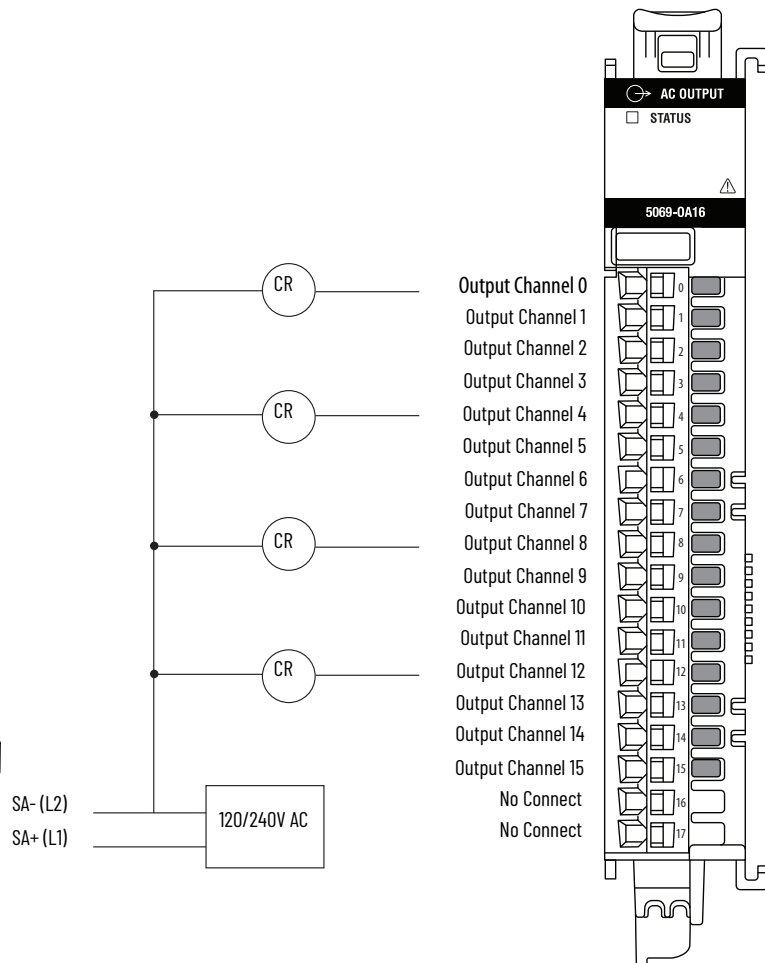 AC OUTPUT
STATUS
5069-OA16
CR Output Channel 0 0
Output Channel 1 1
Output Channel 2 2
Output Channel 3 3
CR Output Channel 4 4
Output Channel 5 5
Output Channel 6 6
Output Channel 7 7
CR Output Channel 8 8
Output Channel 9 9
Output Channel 10 10
Output Channel 11 11
CR Output Channel 12 12
Output Channel 13 13
Output Channel 14 14
Output Channel 15 15
SA- (L2) No Connect 16
SA+ (L1) 120/240V AC No Connect 17